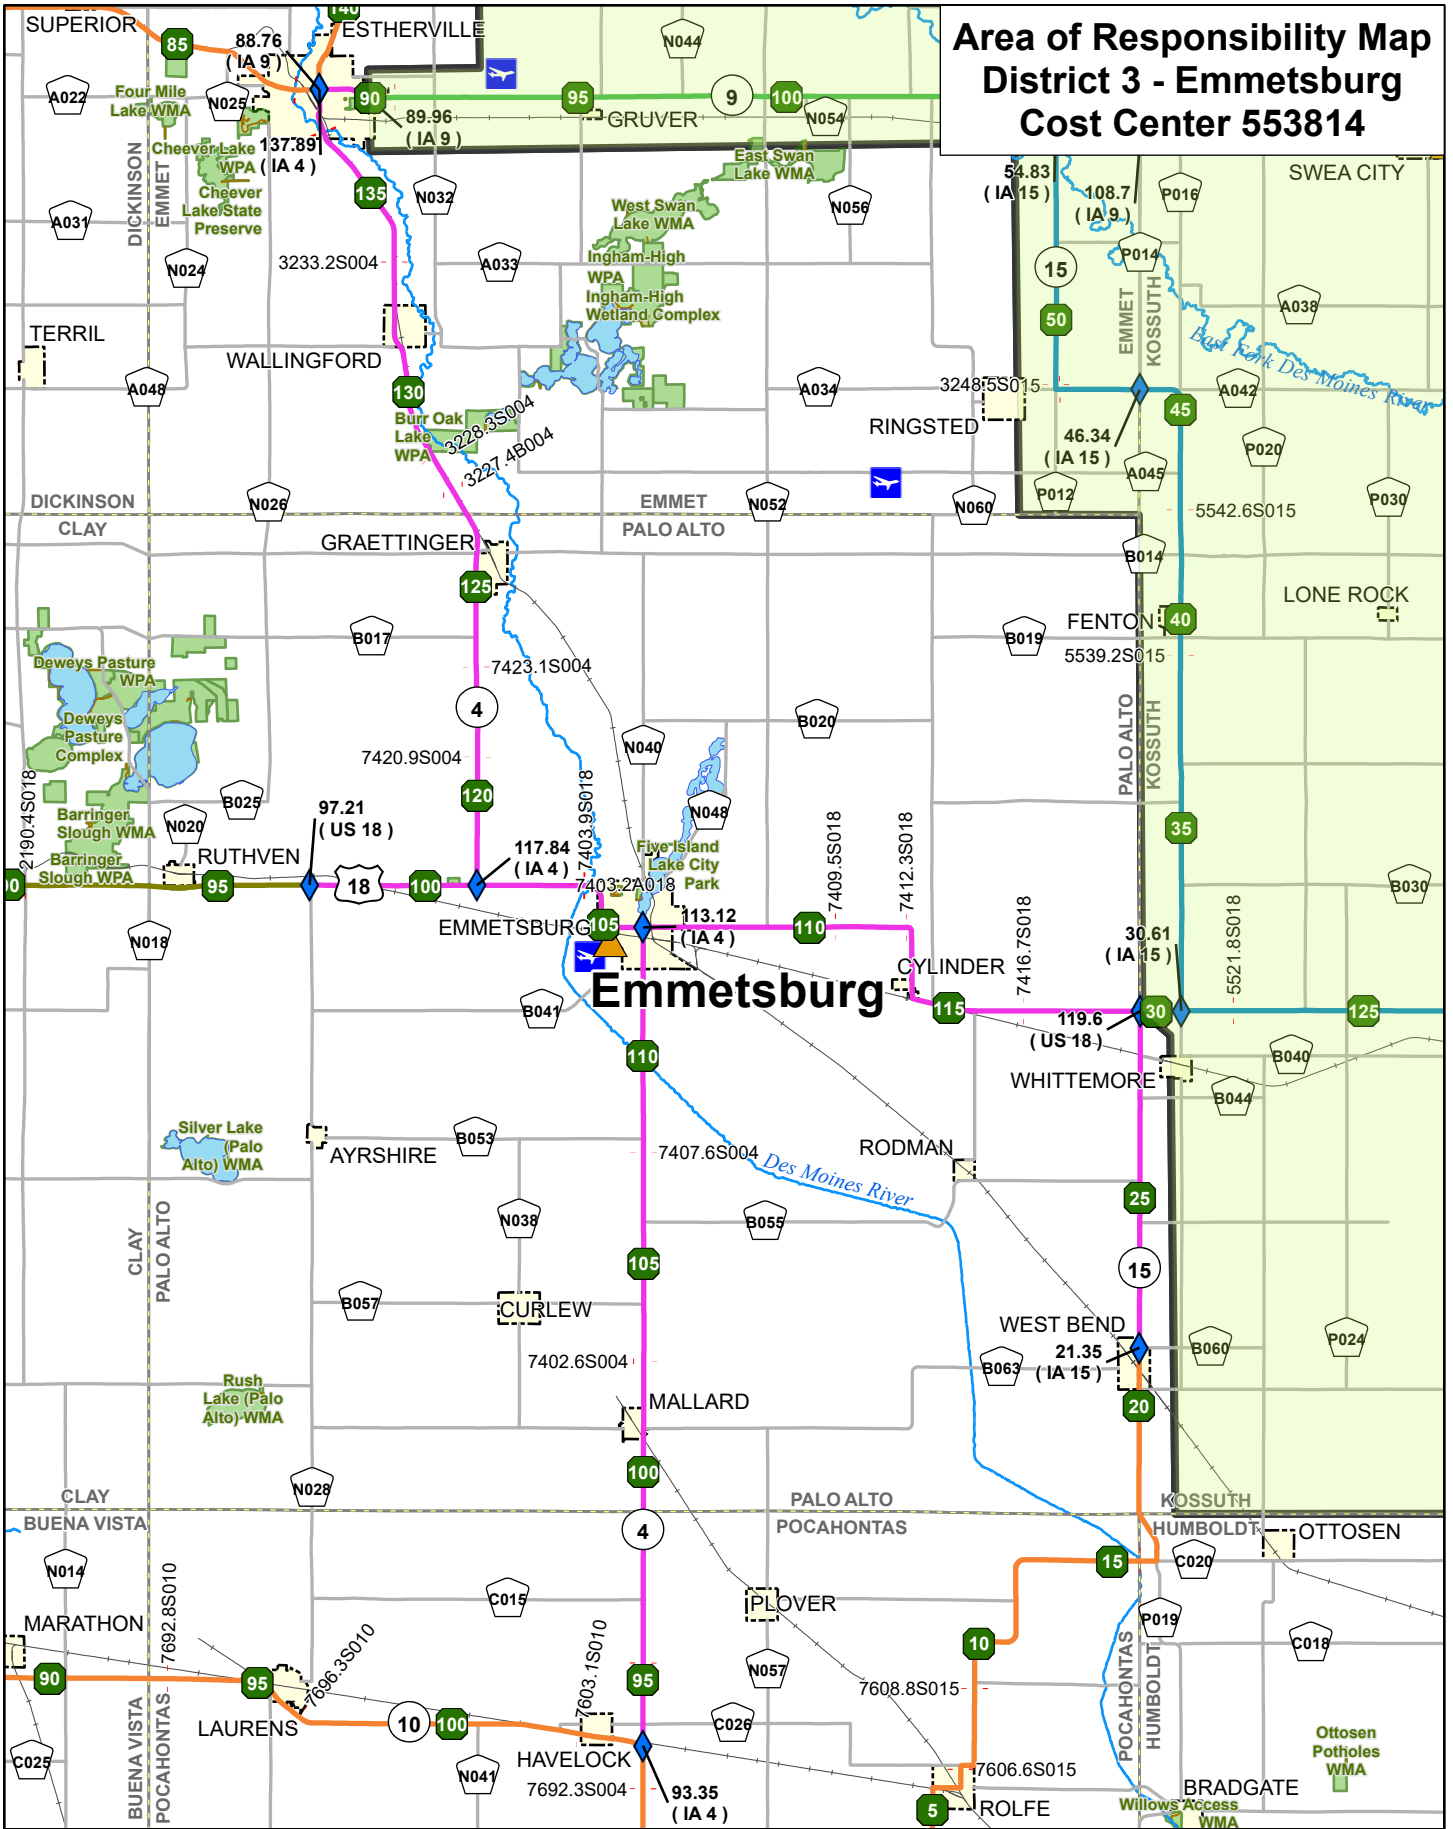 Area of Responsibility Map
District 3 - Emmetsburg
Cost Center 553814
SUPERIOR
140
ESTHERVILLE
85
88.76
( IA 9 )
N044
A022
Four Mile
Lake WMA
N025
90
89.96
( IA 9 )
95
GRUVER
9
100
N054
137.89
( IA 4 )
Cheever Lake
WPA
Cheever
Lake State
Preserve
DICKINSON
EMMET
135
N032
East Swan
Lake WMA
54.83
( IA 15 )
108.7
( IA 9 )
P016
SWEA CITY
A031
N024
3233.2S004
A033
West Swan
Lake WMA
N056
Ingham-High
WPA
Ingham-High
Wetland Complex
15
P014
EMMET
KOSSUTH
A038
50
East Fork Des Moines River
TERRIL
WALLINGFORD
A048
130
A034
3248.5S015
A042
45
RINGSTED
Burr Oak
Lake
WPA
3228.3S004
3227.4B004
46.34
( IA 15 )
P020
A045
DICKINSON
CLAY
N026
EMMET
PALO ALTO
N052
N060
P012
5542.6S015
P030
GRAETTINGER
B014
125
LONE ROCK
B017
B019
FENTON
40
5539.2S015
Deweys Pasture
WPA
7423.1S004
4
Deweys
Pasture
Complex
B020
N040
PALO ALTO
KOSSUTH
7420.9S004
2190.4S018
B025
120
7403.9S018
N048
Barringer
Slough WMA
N020
97.21
( US 18 )
7409.5S018
7412.3S018
35
Barringer
Slough WPA
RUTHVEN
117.84
( IA 4 )
Five Island
Lake City
Park
95
18
100
7403.2A018
B030
N018
EMMETSBURG
105
113.12
( IA 4 )
110
30.61
( IA 15 )
5521.8S018
7416.7S018
CYLINDER
Emmetsburg
B041
115
119.6
( US 18 )
30
125
110
B040
WHITTEMORE
B044
Silver Lake
(Palo
Alto) WMA
AYRSHIRE
B053
7407.6S004
Des Moines River
RODMAN
25
CLAY
PALO ALTO
N038
B055
105
15
B057
CURLEW
WEST BEND
21.35
( IA 15 )
B060
P024
7402.6S004
B063
Rush
Lake (Palo
Alto) WMA
MALLARD
20
100
N028
CLAY
BUENA VISTA
PALO ALTO
POCAHONTAS
KOSSUTH
HUMBOLDT
4
OTTOSEN
15
C020
N014
7692.8S010
C015
PLOVER
MARATHON
P019
10
C018
90
95
7696.3S010
7603.1S010
95
N057
POCAHONTAS
HUMBOLDT
7608.8S015
LAURENS
10
100
C026
BUENA VISTA
POCAHONTAS
C025
N041
HAVELOCK
7692.3S004
93.35
( IA 4 )
7606.6S015
Ottosen
Potholes
WMA
5
ROLFE
BRADGATE
Willows Access
WMA